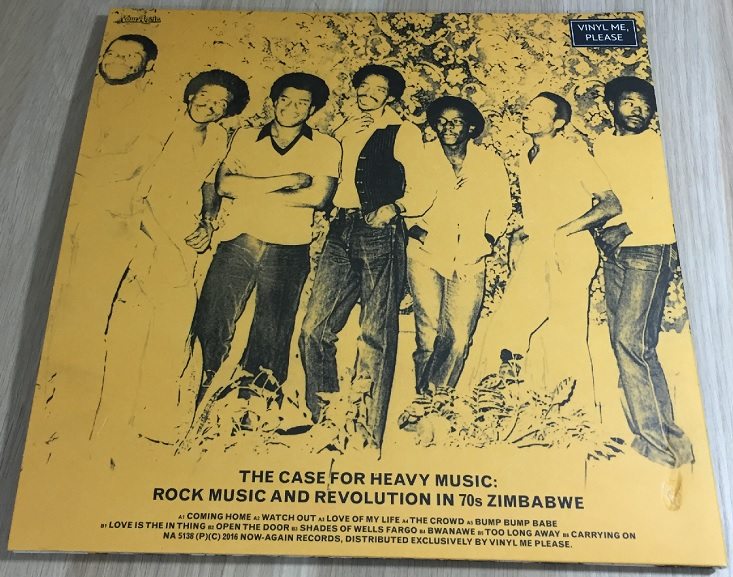 Now-Again
VINYL ME,
PLEASE
THE CASE FOR HEAVY MUSIC:
ROCK MUSIC AND REVOLUTION IN 70s ZIMBABWE
A1 COMING HOME A2 WATCH OUT A3 LOVE OF MY LIFE A4 THE CROWD A5 BUMP BUMP BABE
B1 LOVE IS THE IN THING B2 OPEN THE DOOR B3 SHADES OF WELLS FARGO B4 BWANAWE B5 TOO LONG AWAY B6 CARRYING ON
NA 5138 (P)(C) 2016 NOW-AGAIN RECORDS, DISTRIBUTED EXCLUSIVELY BY VINYL ME PLEASE.